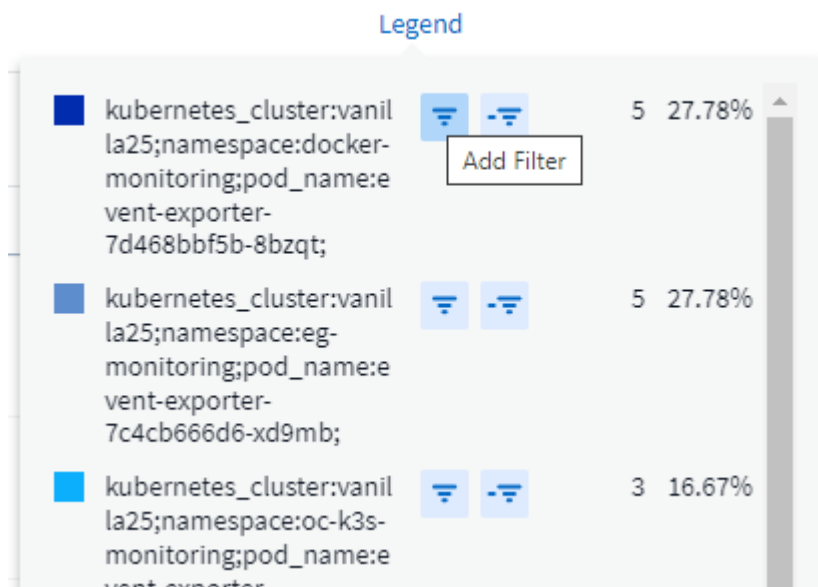 Legend
kubernetes_cluster:vanil
la25;namespace:docker-
monitoring;pod_name:e
vent-exporter-
7d468bbf5b-8bzqt;
5 27.78%
Add Filter
kubernetes_cluster:vanil
la25;namespace:eg-
monitoring;pod_name:e
vent-exporter-
7c4cb666d6-xd9mb;
5 27.78%
kubernetes_cluster:vanil
la25;namespace:oc-k3s-
monitoring;pod_name:e
vent-exporter-
3 16.67%